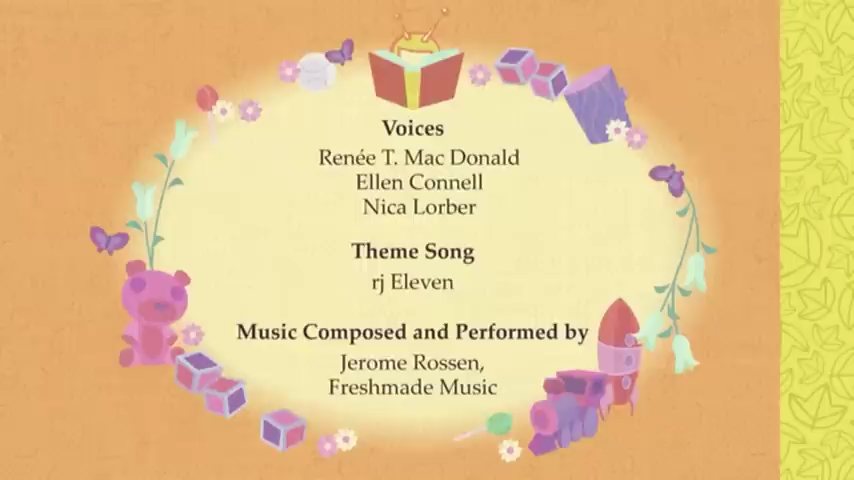 Voices
Renée T. Mac Donald
Ellen Connell
Nica Lorber
Theme Song
rj Eleven
Music Composed and Performed by
Jerome Rossen,
Freshmade Music